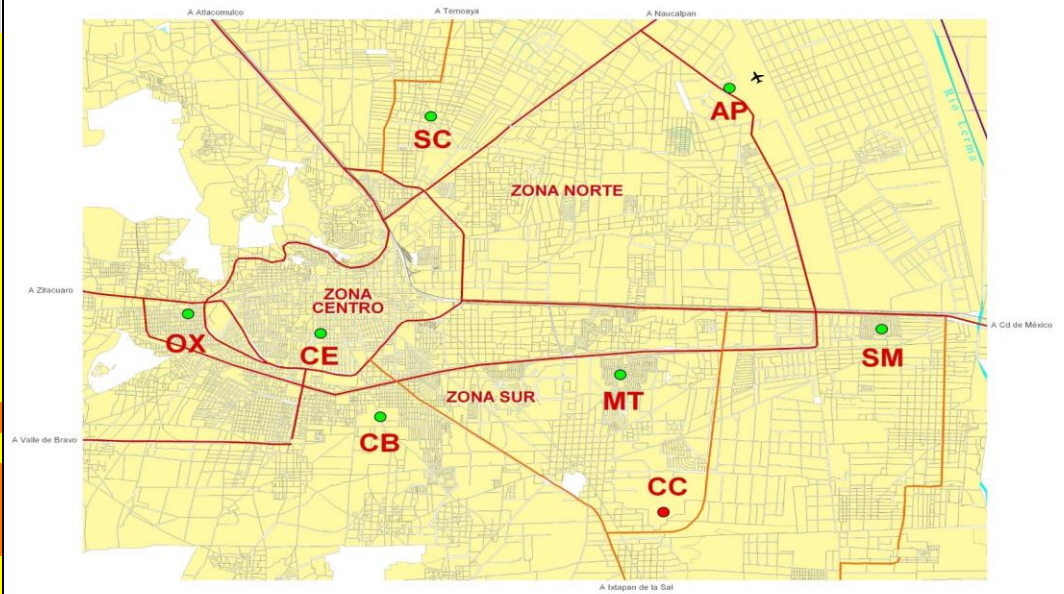 A Atlacomulco
A Temoaya
A Naucalpan
AP
SC
Río Lerma
ZONA NORTE
A Zitacuaro
ZONA
CENTRO
OX
CE
A Cd de México
SM
ZONA SUR
MT
CB
A Valle de Bravo
CC
A Ixtapan de la Sal